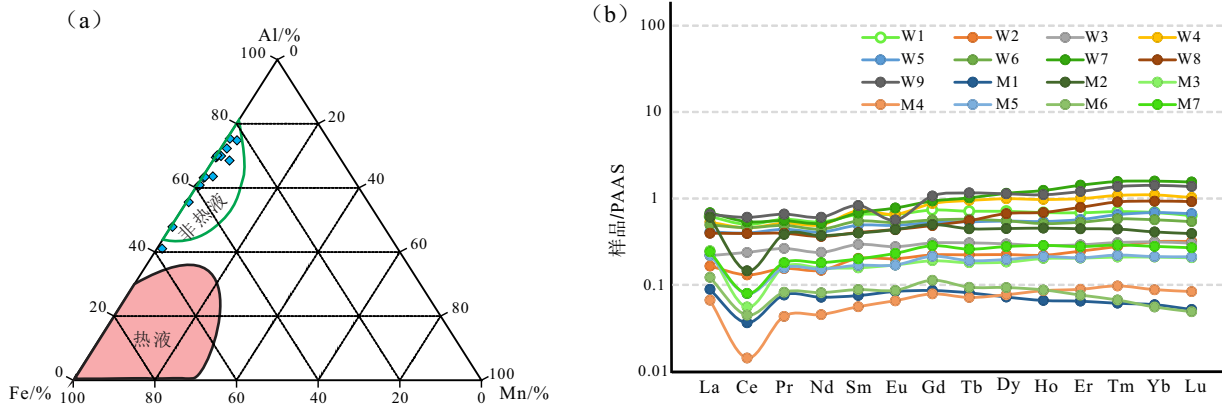 (a)
Al/%
100 0
80 20
60 40
非热液
40 60
20 80
热液
0 100
Fe/% Mn/%
100 80 60 40 20 0
(b)
100
W1 W2 W3 W4
W5 W6 W7 W8
W9 M1 M2 M3
M4 M5 M6 M7
10
样品/PAAS
1
0.1
0.01
La Ce Pr Nd Sm Eu Gd Tb Dy Ho Er Tm Yb Lu